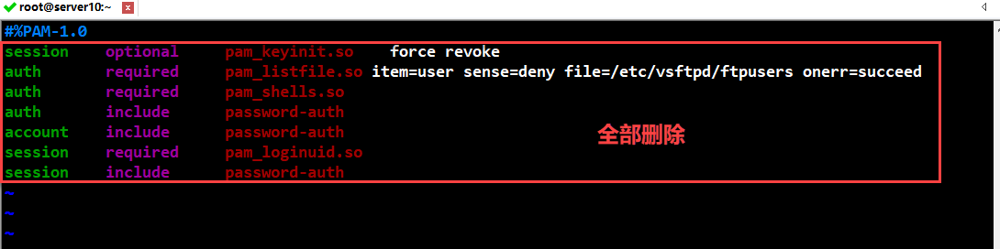 root@server10:~
#%PAM-1.0
session optional pam_keyinit.so force revoke
auth required pam_listfile.so item=user sense=deny file=/etc/vsftpd/ftpusers onerr=succeed
auth required pam_shells.so
auth include password-auth
account include password-auth
全部删除
session required pam_loginuid.so
session include password-auth
~
~
~